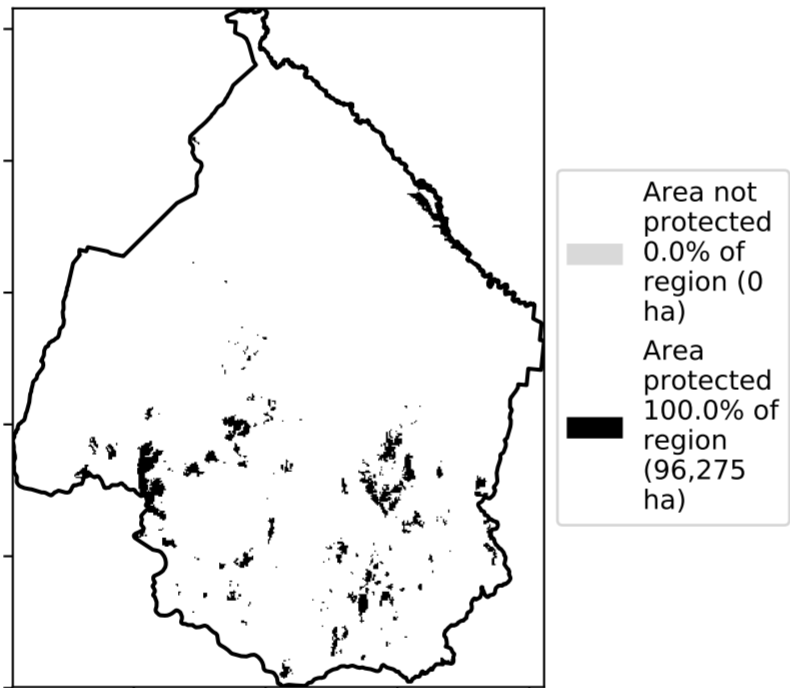 Area not
protected
0.0% of
region (0
ha)
Area
protected
100.0% of
region
(96,275
ha)